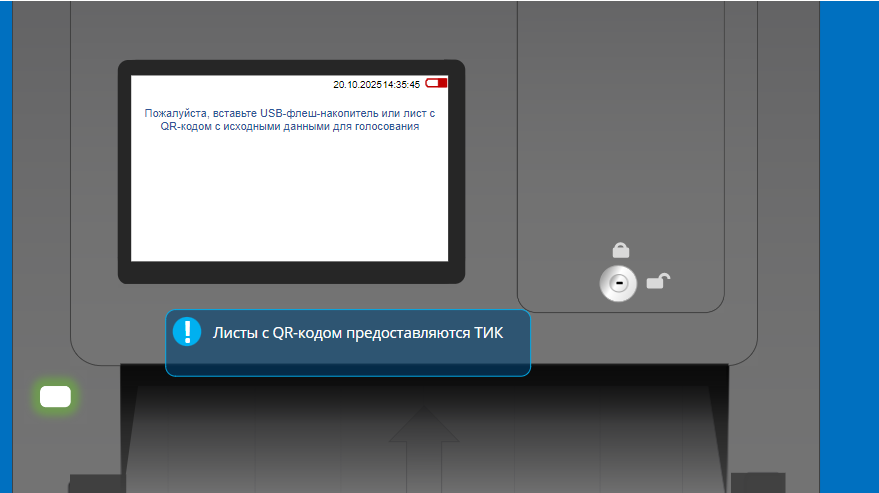 20.10.2025 14:35:45
Пожалуйста, вставьте USB-флеш-накопитель или лист с
QR-кодом с исходными данными для голосования
Листы с QR-кодом предоставляются ТИК